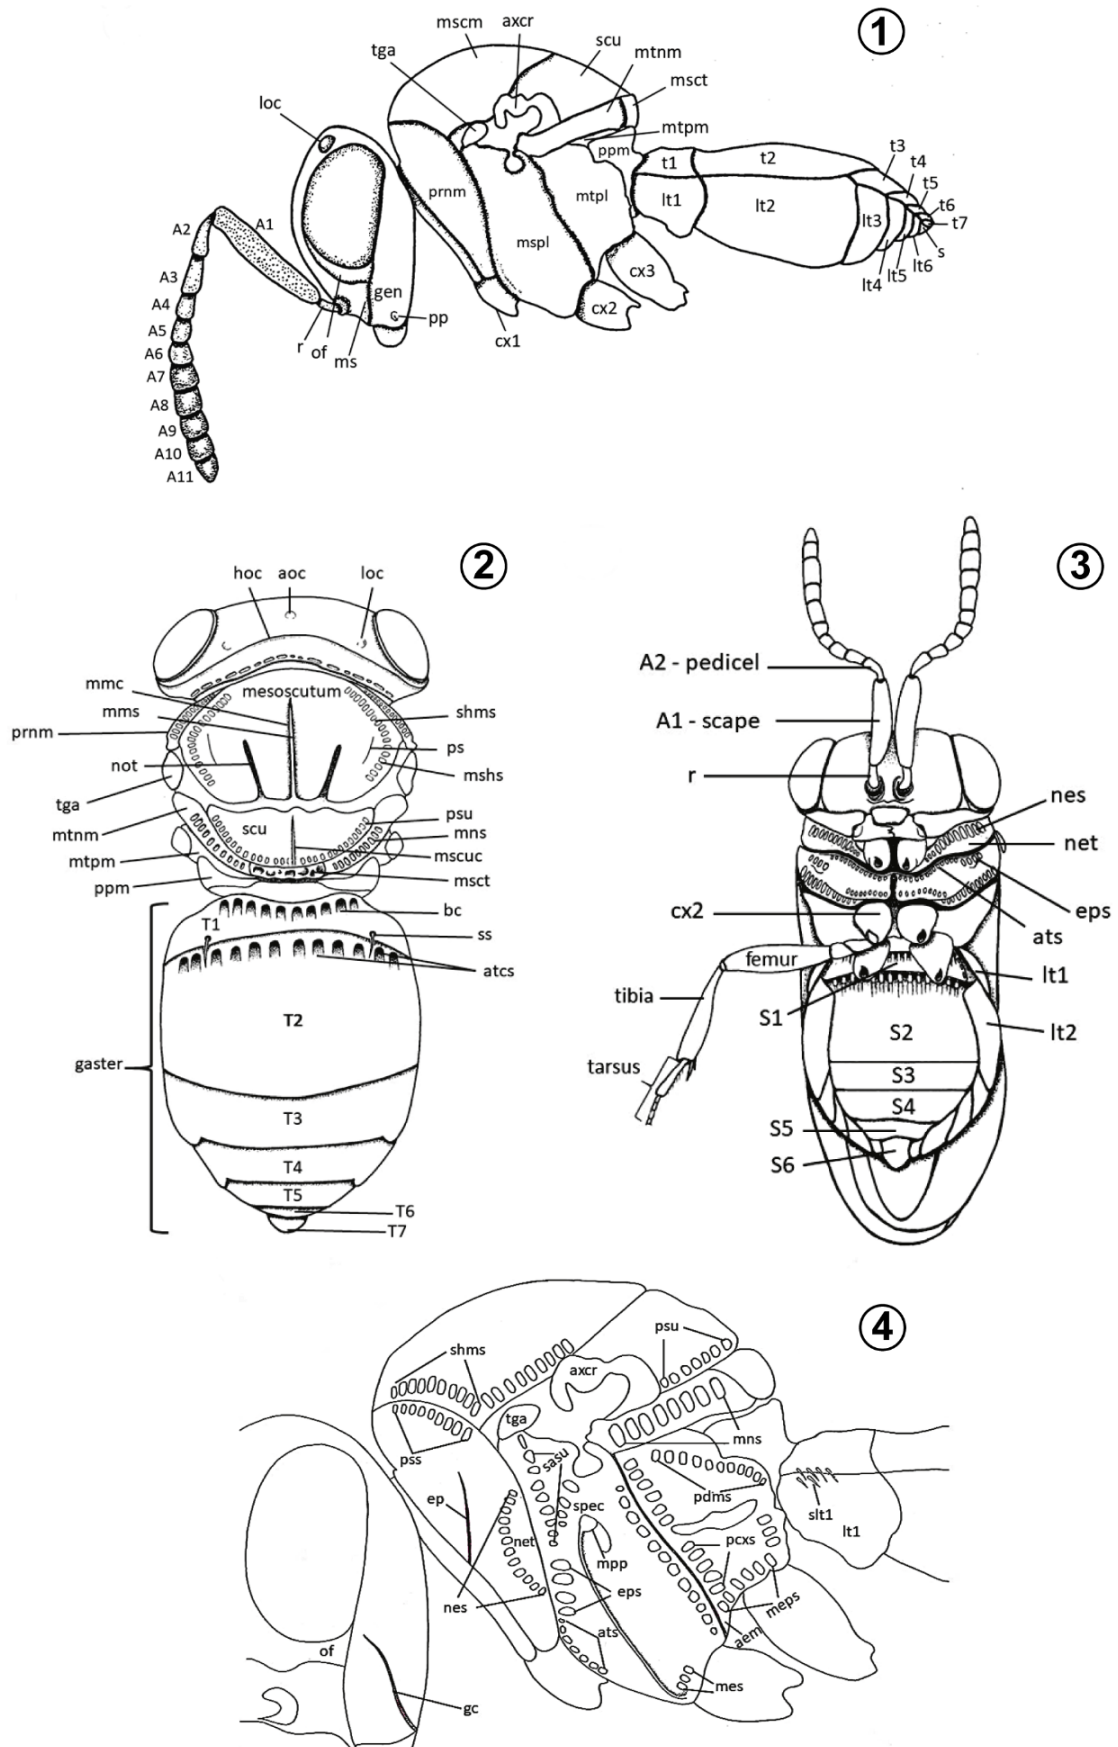 1
mscm axcr
tga
scu
mtnm
msct
loc
mtpm
ppm
t1
t2
t3
t4
t5
t6
t7
s
A1
A2
A3
A4
A5
A6
A7
A8
A9
A10
A11
prnm
mtpl
lt1
lt2
lt3
mspl
cx3
lt6
lt5
lt4
gen
pp
cx2
cx1
r of ms
2
hoc aoc loc
mmc
mesoscutum
mms
shms
prnm
ps
not
mshs
tga
psu
mtnm
scu
mns
mtpm
mscuc
ppm
msct
bc
T1
ss
atcs
T2
gaster
T3
T4
T5
T6
T7
3
A2 - pedicel
A1 - scape
r
nes
net
cx2
eps
ats
femur
tibia
lt1
S1
S2
lt2
tarsus
S3
S4
S5
S6
4
psu
shms
axcr
tga
mns
pss
sasu
pdms
ep
spec
slt1
lt1
net
pcxs
mpp
nes
eps
meps
ats
aem
of
mes
gc